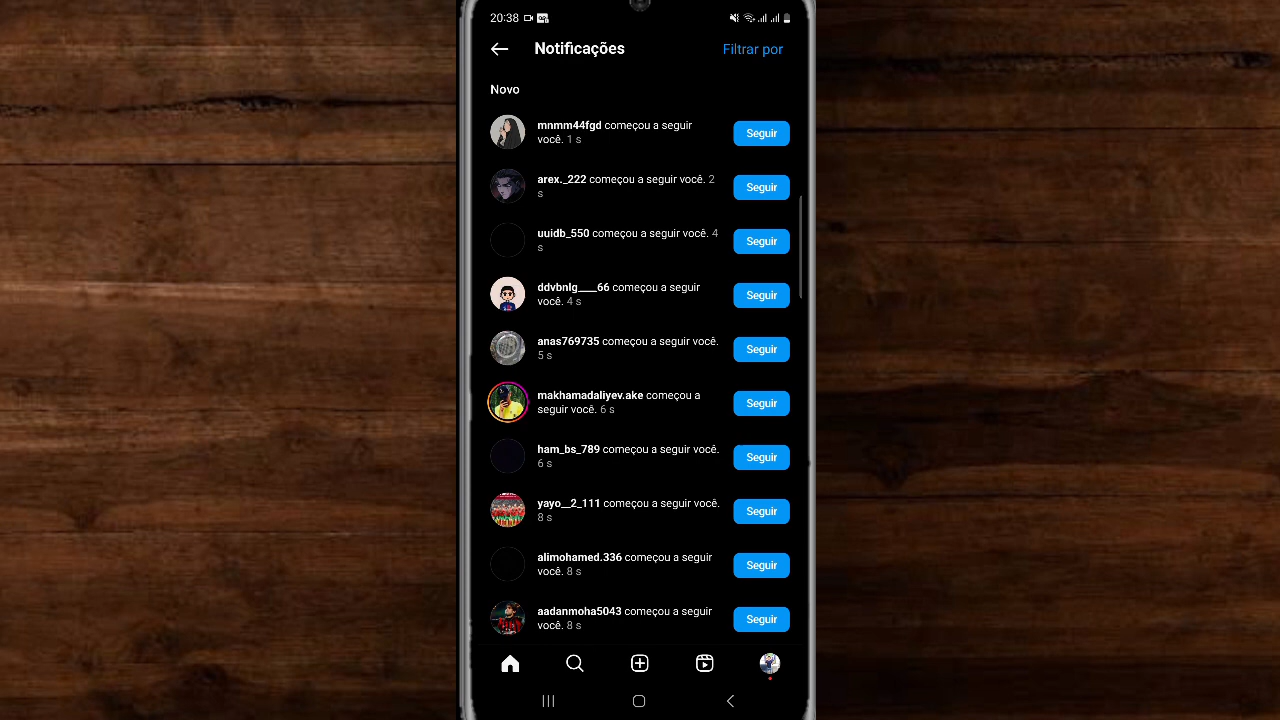 20:38
Notificações Filtrar por
Novo
mnmm44fgd começou a seguir
você. 1 s
Seguir
arex._222 começou a seguir você. 2
s
Seguir
uuidb_550 começou a seguir você. 4
s
Seguir
ddvbnlg___66 começou a seguir
você. 4 s
Seguir
anas769735 começou a seguir você.
5 s
Seguir
makhamadaliyev.ake começou a
seguir você. 6 s
Seguir
ham_bs_789 começou a seguir você.
6 s
Seguir
yayo__2_111 começou a seguir você.
8 s
Seguir
alimohamed.336 começou a seguir
você. 8 s
Seguir
aadanmoha5043 começou a seguir
você. 8 s
Seguir